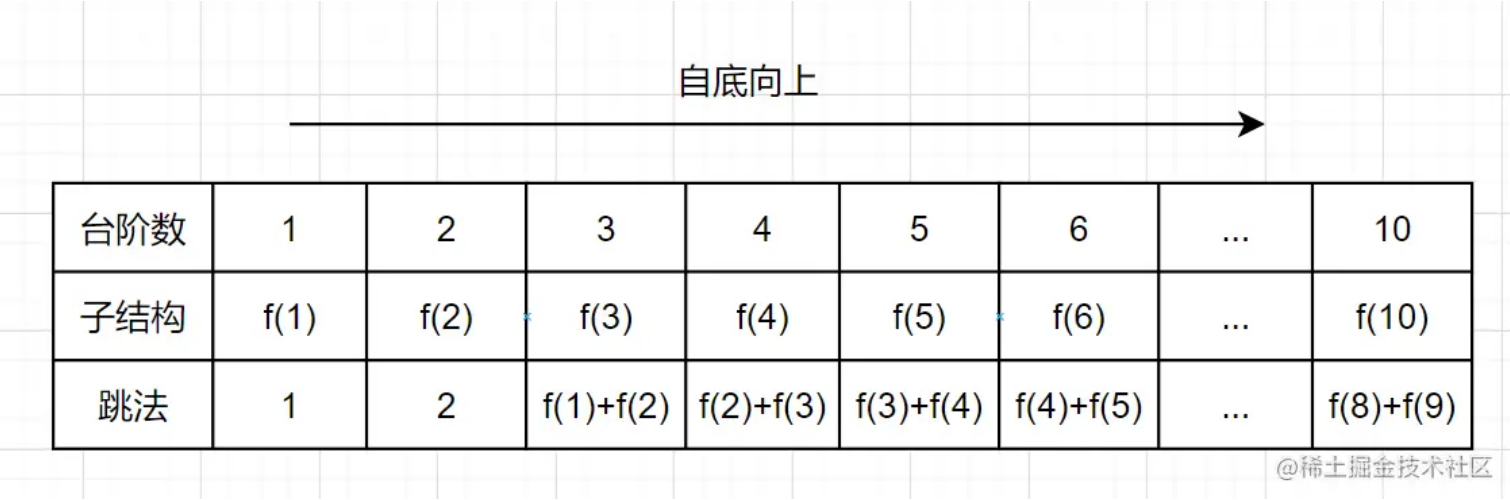 自底向上
台阶数 1 2 3 4 5 6 ... 10
子结构 f(1) f(2) f(3) f(4) f(5) f(6) ... f(10)
跳法 1 2 f(1)+f(2) f(2)+f(3) f(3)+f(4) f(4)+f(5) ... f(8)+f(9)
@稀土掘金技术社区